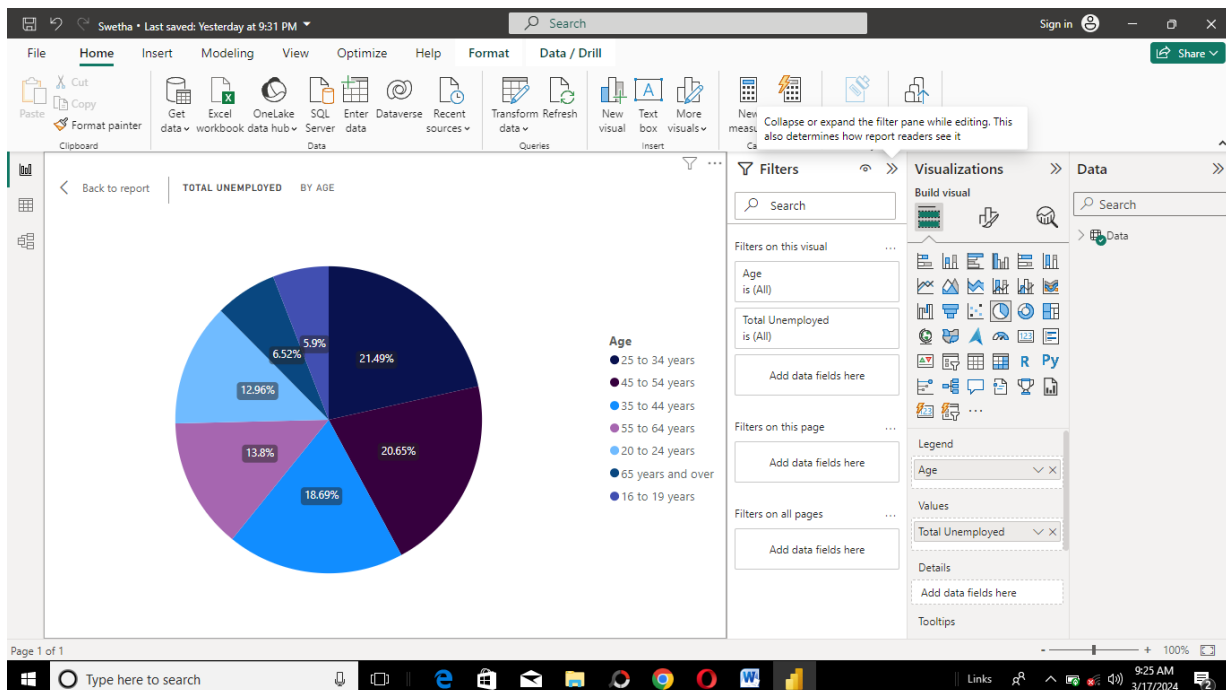 Swetha • Last saved: Yesterday at 9:31 PM
Search
Sign in
File Home Insert Modeling View Optimize Help Format Data / Drill
Share
Paste
Cut
Copy
Format painter
Clipboard
Get data
Excel workbook
OneLake data hub
SQL Server
Enter data
Dataverse
Recent sources
Data
Transform data
Refresh
Queries
New visual
Text box
More visuals
Insert
Collapse or expand the filter pane while editing. This
also determines how report readers see it
Back to report
TOTAL UNEMPLOYED BY AGE
21.49%
20.65%
18.69%
13.8%
12.96%
6.52%
5.9%
Age
25 to 34 years
45 to 54 years
35 to 44 years
55 to 64 years
20 to 24 years
65 years and over
16 to 19 years
Filters
Search
Filters on this visual
Age
is (All)
Total Unemployed
is (All)
Add data fields here
Filters on this page
Add data fields here
Filters on all pages
Add data fields here
Visualizations
Build visual
R Py
123
123
Legend
Age
Values
Total Unemployed
Details
Add data fields here
Tooltips
Data
Search
Data
Page 1 of 1
100%
Type here to search
Links
9:25 AM
3/17/2024
2